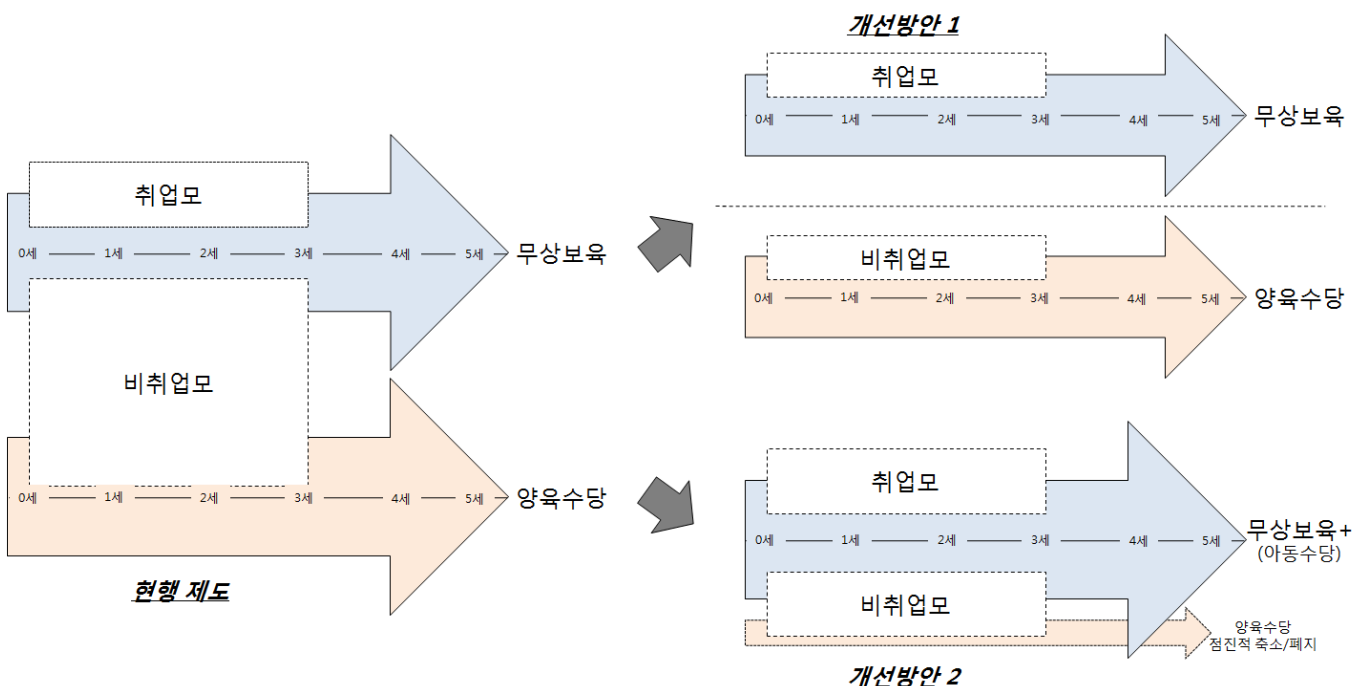 취업모
0세 1세 2세 3세 4세 5세
무상보육
비취업모
0세 1세 2세 3세 4세 5세
양육수당
현행 제도
개선방안 1
취업모
0세 1세 2세 3세 4세 5세
무상보육
비취업모
0세 1세 2세 3세 4세 5세
양육수당
취업모
0세 1세 2세 3세 4세 5세
무상보육+
(아동수당)
비취업모
양육수당
점진적 축소/폐지
개선방안 2